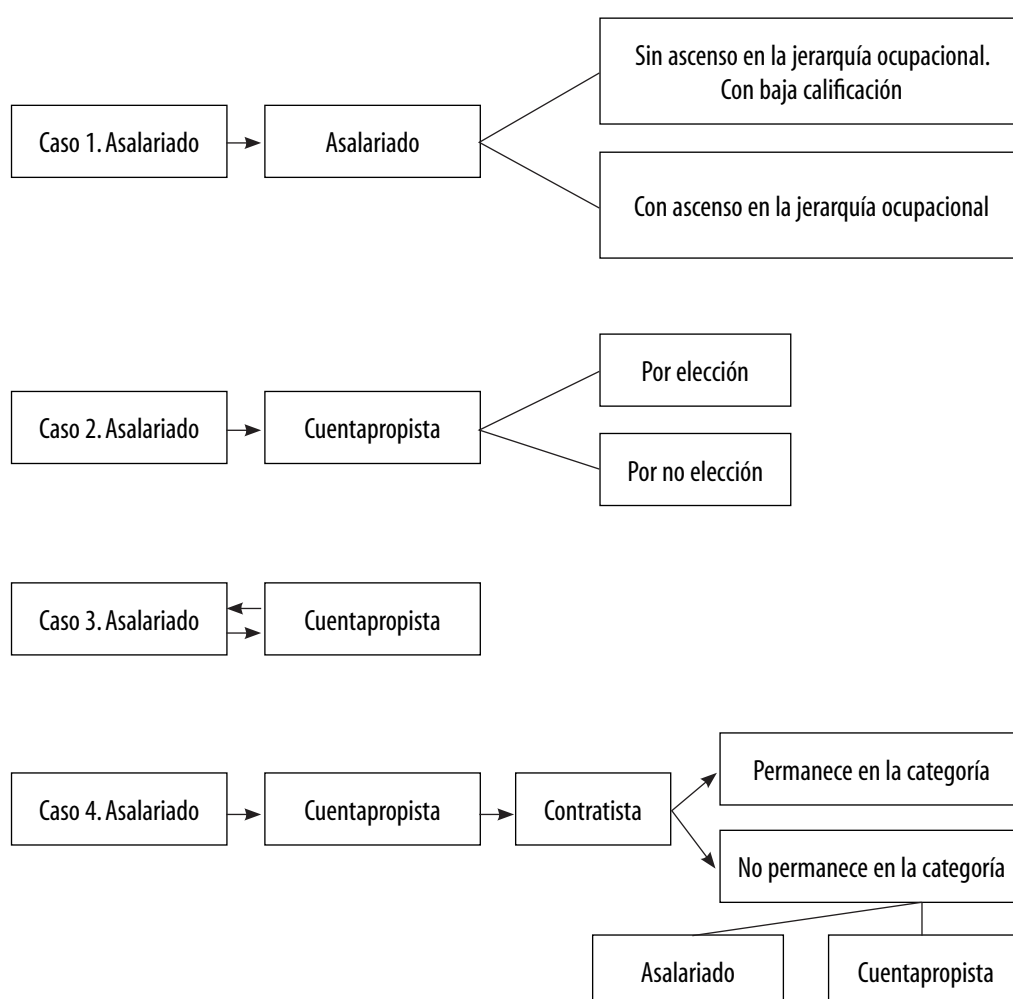 Sin ascenso en la jerarquía ocupacional.
Con baja calificación
Caso 1. Asalariado
Asalariado
Con ascenso en la jerarquía ocupacional
Por elección
Caso 2. Asalariado
Cuentapropista
Por no elección
Caso 3. Asalariado
Cuentapropista
Permanece en la categoría
Caso 4. Asalariado
Cuentapropista
Contratista
No permanece en la categoría
Asalariado
Cuentapropista